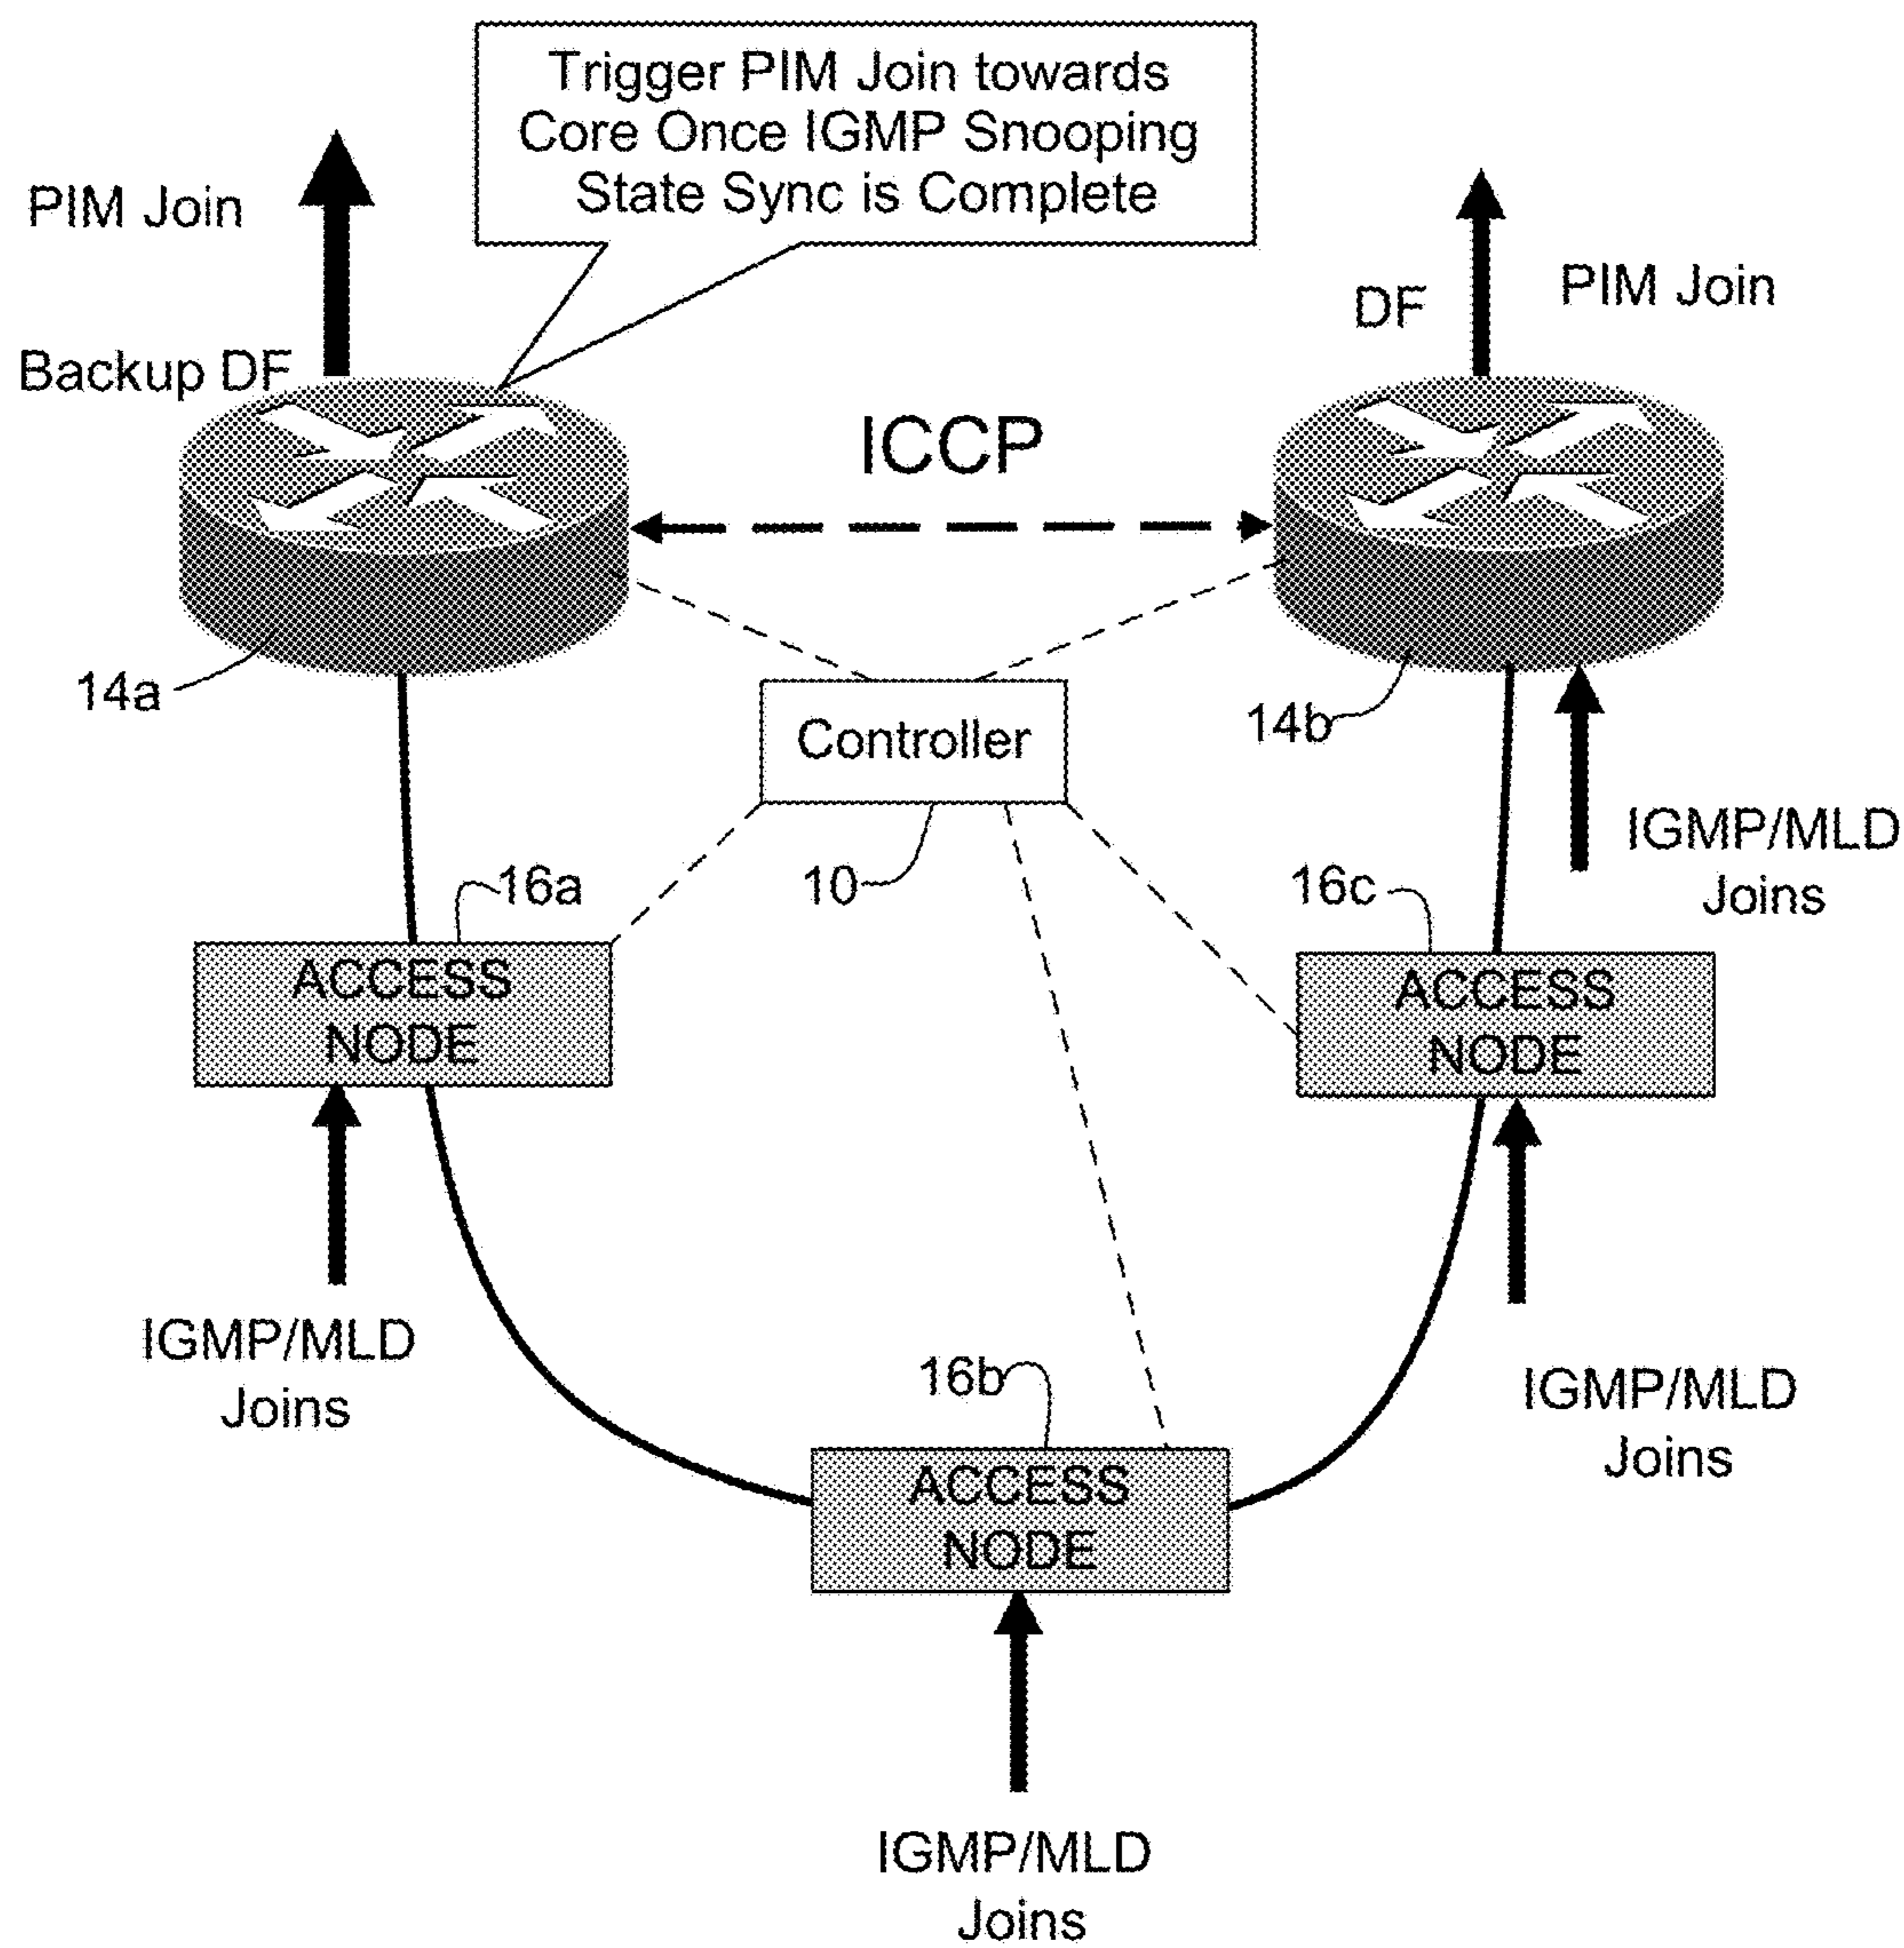 Trigger PIM Join towards
Core Once IGMP Snooping
State Sync is Complete
PIM Join
DF
PIM Join
Backup DF
ICCP
14a
Controller
14b
IGMP/MLD
Joins
16a
10
16c
ACCESS
NODE
ACCESS
NODE
IGMP/MLD
Joins
16b
IGMP/MLD
Joins
ACCESS
NODE
IGMP/MLD
Joins